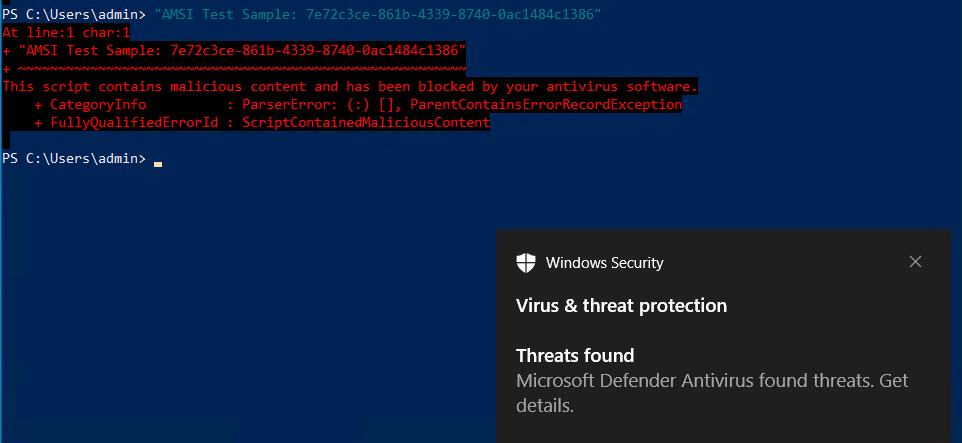 PS C:\Users\admin> "AMSI Test Sample: 7e72c3ce-861b-4339-8740-0ac1484c1386"
At line:1 char:1
+ "AMSI Test Sample: 7e72c3ce-861b-4339-8740-0ac1484c1386"
+ ~~~~~~~~~~~~~~~~~~~~~~~~~~~~~~~~~~~~~~~~~~~~~~~~~~~~~~~~
This script contains malicious content and has been blocked by your antivirus software.
    + CategoryInfo          : ParserError: (:) [], ParentContainsErrorRecordException
    + FullyQualifiedErrorId : ScriptContainedMaliciousContent
PS C:\Users\admin>
Windows Security
Virus & threat protection
Threats found
Microsoft Defender Antivirus found threats. Get
details.